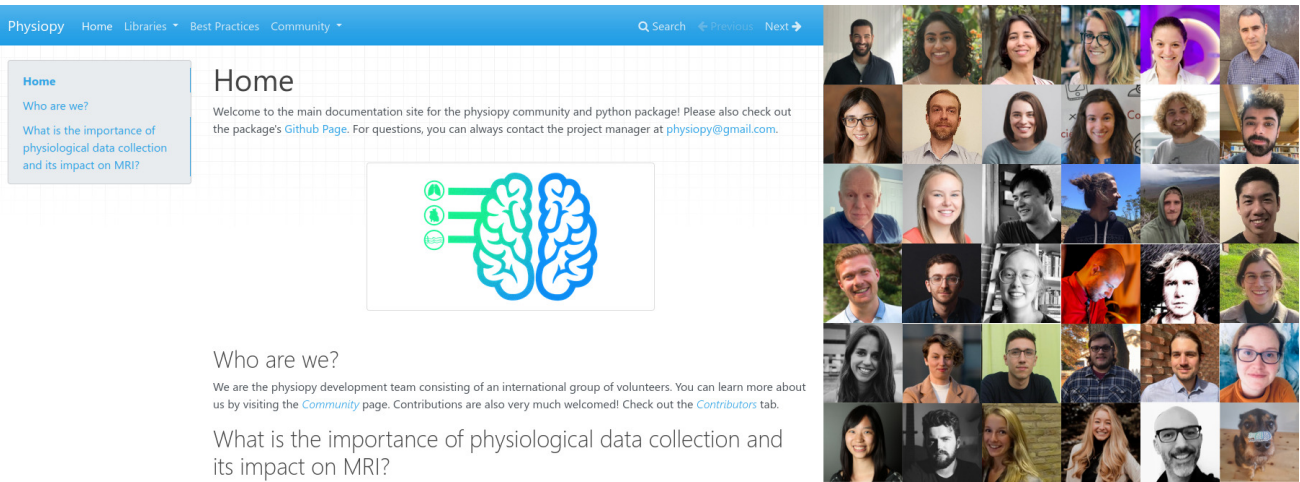 Physiopy Home Libraries Best Practices Community Search Previous Next
Home
Who are we?
What is the importance of
physiological data collection
and its impact on MRI?
Home
Welcome to the main documentation site for the physiopy community and python package! Please also check out
the package's Github Page. For questions, you can always contact the project manager at physiopy@gmail.com.
Who are we?
We are the physiopy development team consisting of an international group of volunteers. You can learn more about
us by visiting the Community page. Contributions are also very much welcomed! Check out the Contributors tab.
What is the importance of physiological data collection and
its impact on MRI?